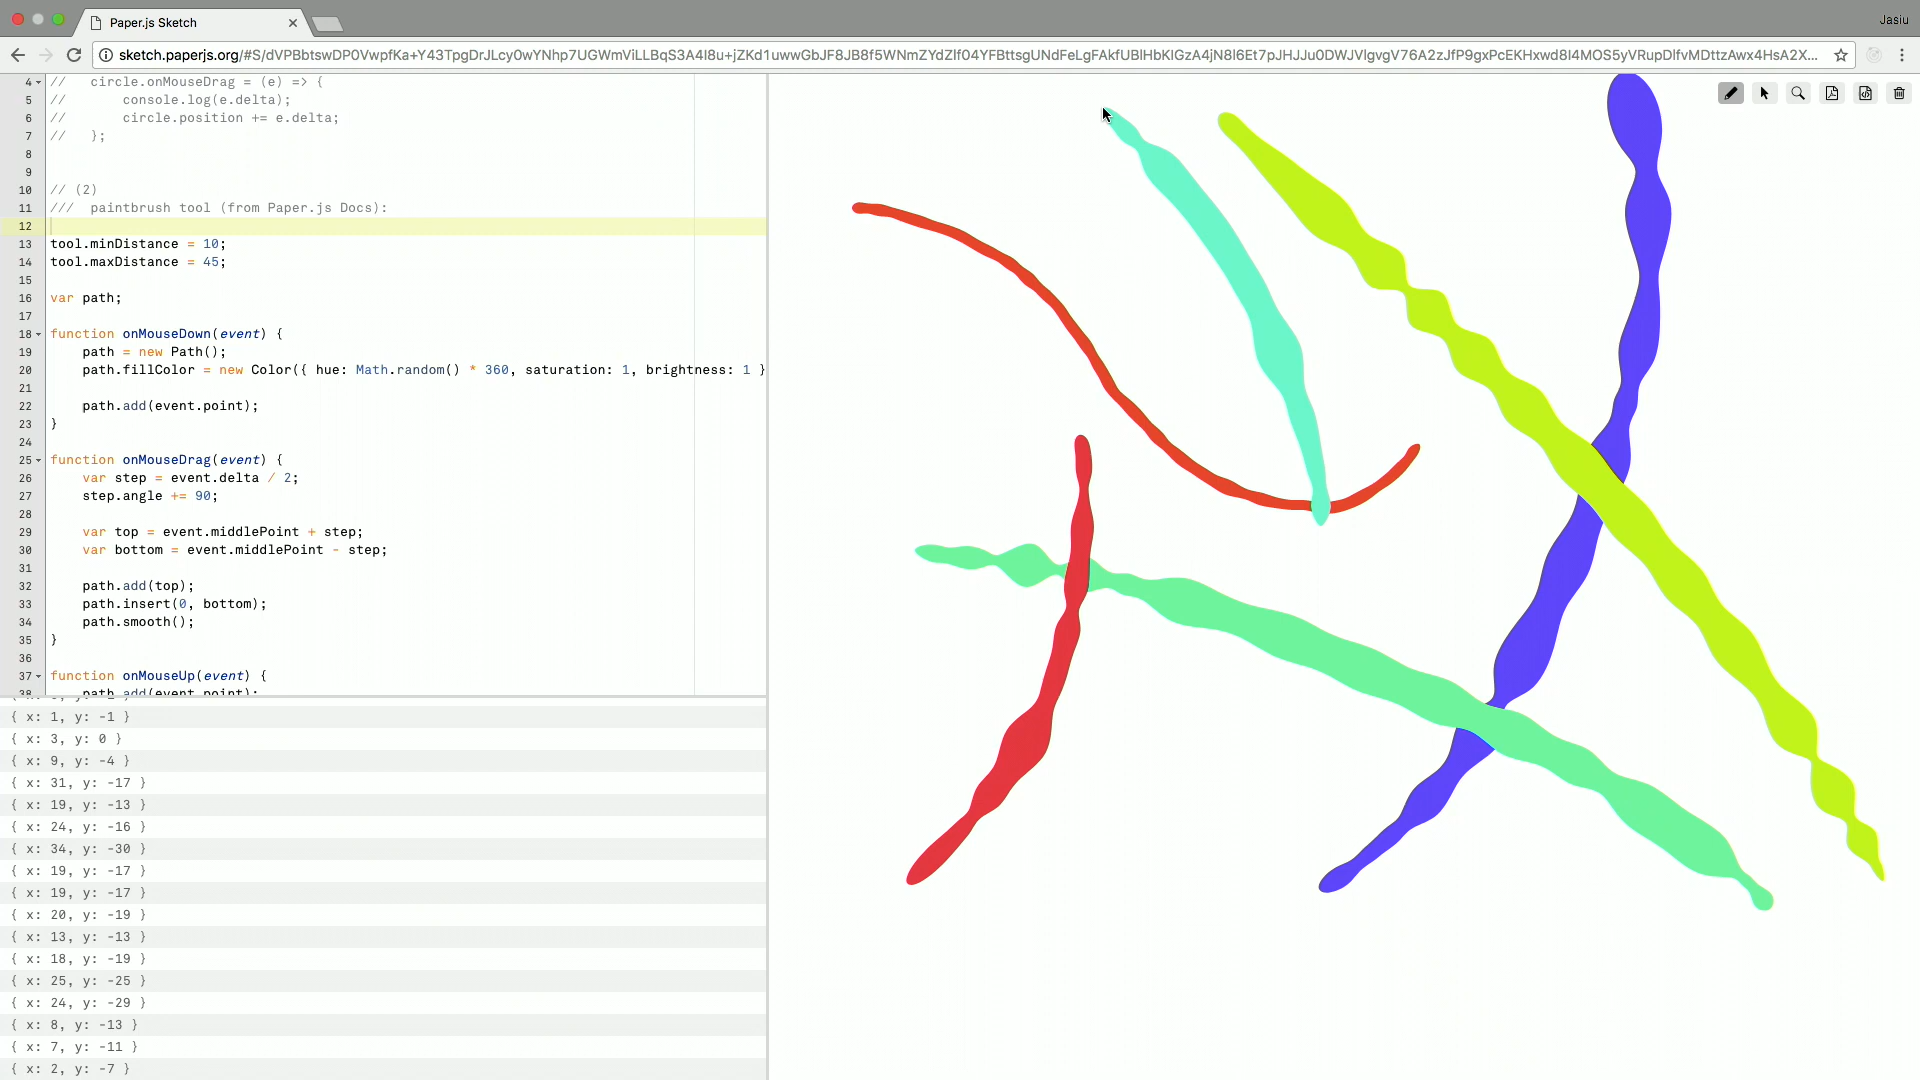 Paper.js Sketch
Jasiu
4 // circle.onMouseDrag = (e) => {
5 // console.log(e.delta);
6 // circle.position += e.delta;
7 // };
8
9
10 // (2)
11 /// paintbrush tool (from Paper.js Docs):
12
13 tool.minDistance = 10;
14 tool.maxDistance = 45;
15
16 var path;
17
18 function onMouseDown(event) {
19 path = new Path();
20 path.fillColor = new Color({ hue: Math.random() * 360, saturation: 1, brightness: 1 }
21
22 path.add(event.point);
23 }
24
25 function onMouseDrag(event) {
26 var step = event.delta / 2;
27 step.angle += 90;
28
29 var top = event.middlePoint + step;
30 var bottom = event.middlePoint - step;
31
32 path.add(top);
33 path.insert(0, bottom);
34 path.smooth();
35 }
36
37 function onMouseUp(event) {
38 path.add(event.point);
{ x: 1, y: -1 }
{ x: 3, y: 0 }
{ x: 9, y: -4 }
{ x: 31, y: -17 }
{ x: 19, y: -13 }
{ x: 24, y: -16 }
{ x: 34, y: -30 }
{ x: 19, y: -17 }
{ x: 19, y: -17 }
{ x: 20, y: -19 }
{ x: 13, y: -13 }
{ x: 18, y: -19 }
{ x: 25, y: -25 }
{ x: 24, y: -29 }
{ x: 8, y: -13 }
{ x: 7, y: -11 }
{ x: 2, y: -7 }